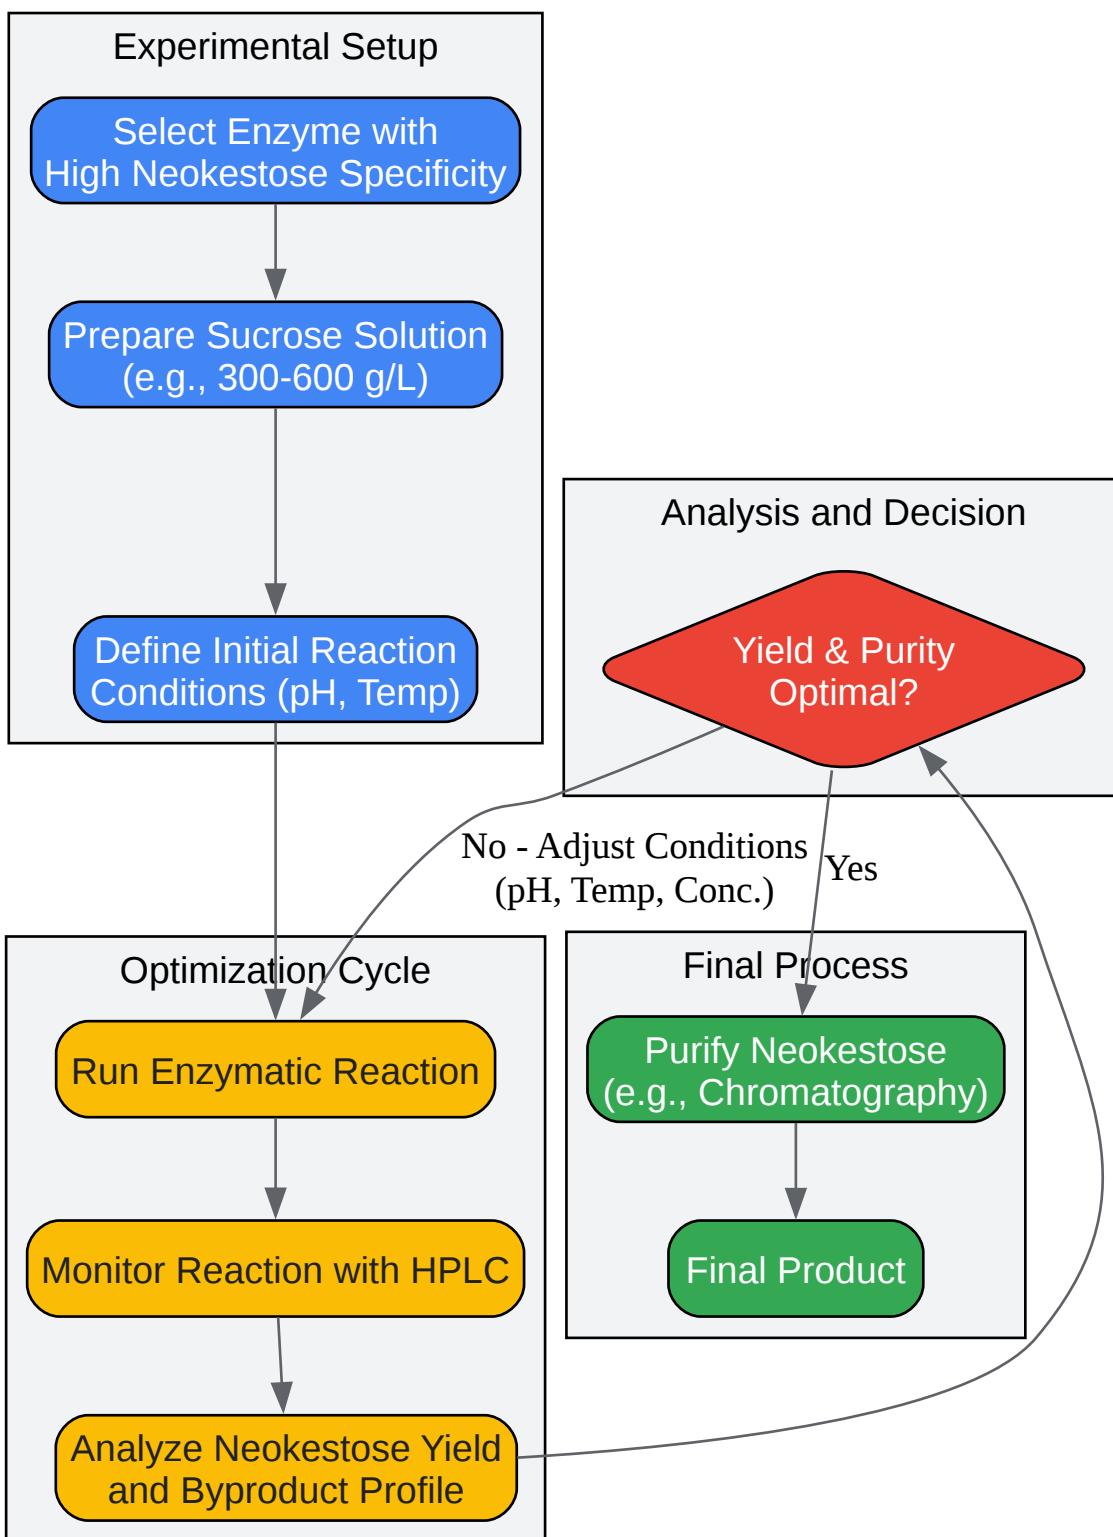 Experimental Setup
Select Enzyme with
High Neokestose Specificity
Prepare Sucrose Solution
(e.g., 300-600 g/L)
Define Initial Reaction
Conditions (pH, Temp)
Analysis and Decision
Yield & Purity
Optimal?
No - Adjust Conditions
(pH, Temp, Conc.)
Yes
Optimization Cycle
Run Enzymatic Reaction
Monitor Reaction with HPLC
Analyze Neokestose Yield
and Byproduct Profile
Final Process
Purify Neokestose
(e.g., Chromatography)
Final Product